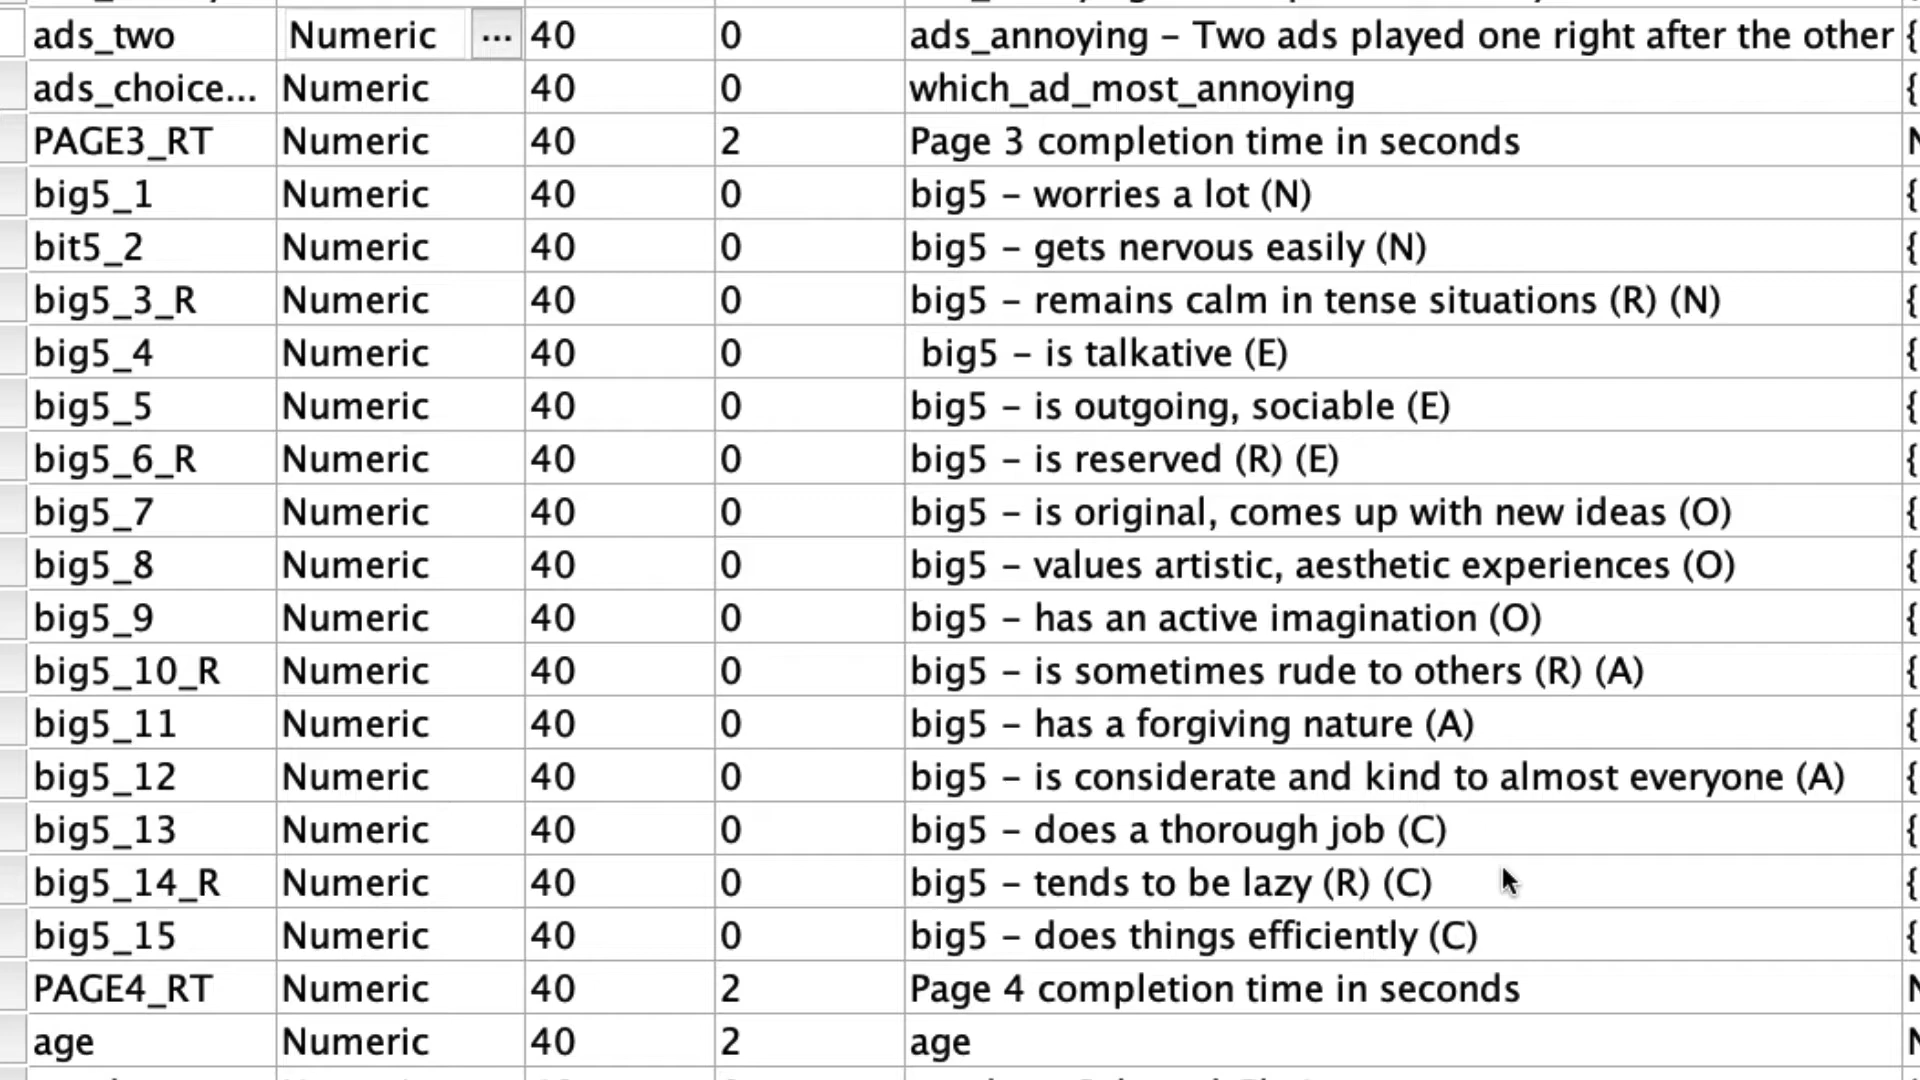 ads_two Numeric ... 40 0 ads_annoying – Two ads played one right after the other {
ads_choice... Numeric 40 0 which_ad_most_annoying {
PAGE3_RT Numeric 40 2 Page 3 completion time in seconds N
big5_1 Numeric 40 0 big5 – worries a lot (N) {
bit5_2 Numeric 40 0 big5 – gets nervous easily (N) {
big5_3_R Numeric 40 0 big5 – remains calm in tense situations (R) (N) {
big5_4 Numeric 40 0 big5 – is talkative (E) {
big5_5 Numeric 40 0 big5 – is outgoing, sociable (E) {
big5_6_R Numeric 40 0 big5 – is reserved (R) (E) {
big5_7 Numeric 40 0 big5 – is original, comes up with new ideas (O) {
big5_8 Numeric 40 0 big5 – values artistic, aesthetic experiences (O) {
big5_9 Numeric 40 0 big5 – has an active imagination (O) {
big5_10_R Numeric 40 0 big5 – is sometimes rude to others (R) (A) {
big5_11 Numeric 40 0 big5 – has a forgiving nature (A) {
big5_12 Numeric 40 0 big5 – is considerate and kind to almost everyone (A) {
big5_13 Numeric 40 0 big5 – does a thorough job (C) {
big5_14_R Numeric 40 0 big5 – tends to be lazy (R) (C) {
big5_15 Numeric 40 0 big5 – does things efficiently (C) {
PAGE4_RT Numeric 40 2 Page 4 completion time in seconds N
age Numeric 40 2 age N